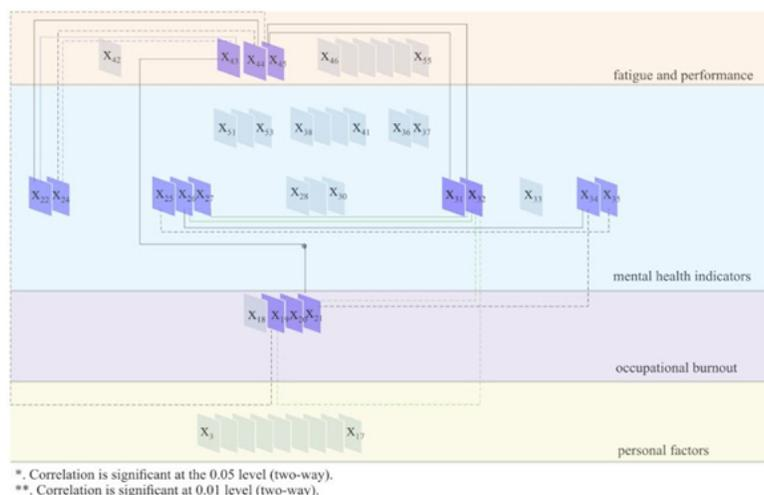 X42 X43 X44 X45 X46 X55
fatigue and performance
X51 X53 X38 X41 X36 X37
X22 X24 X25 X26 X27 X28 X30 X31 X32 X33 X34 X35
mental health indicators
X18 X19 X20 X21
occupational burnout
X3 X17
personal factors
*. Correlation is significant at the 0.05 level (two-way).
**. Correlation is significant at 0.01 level (two-way).